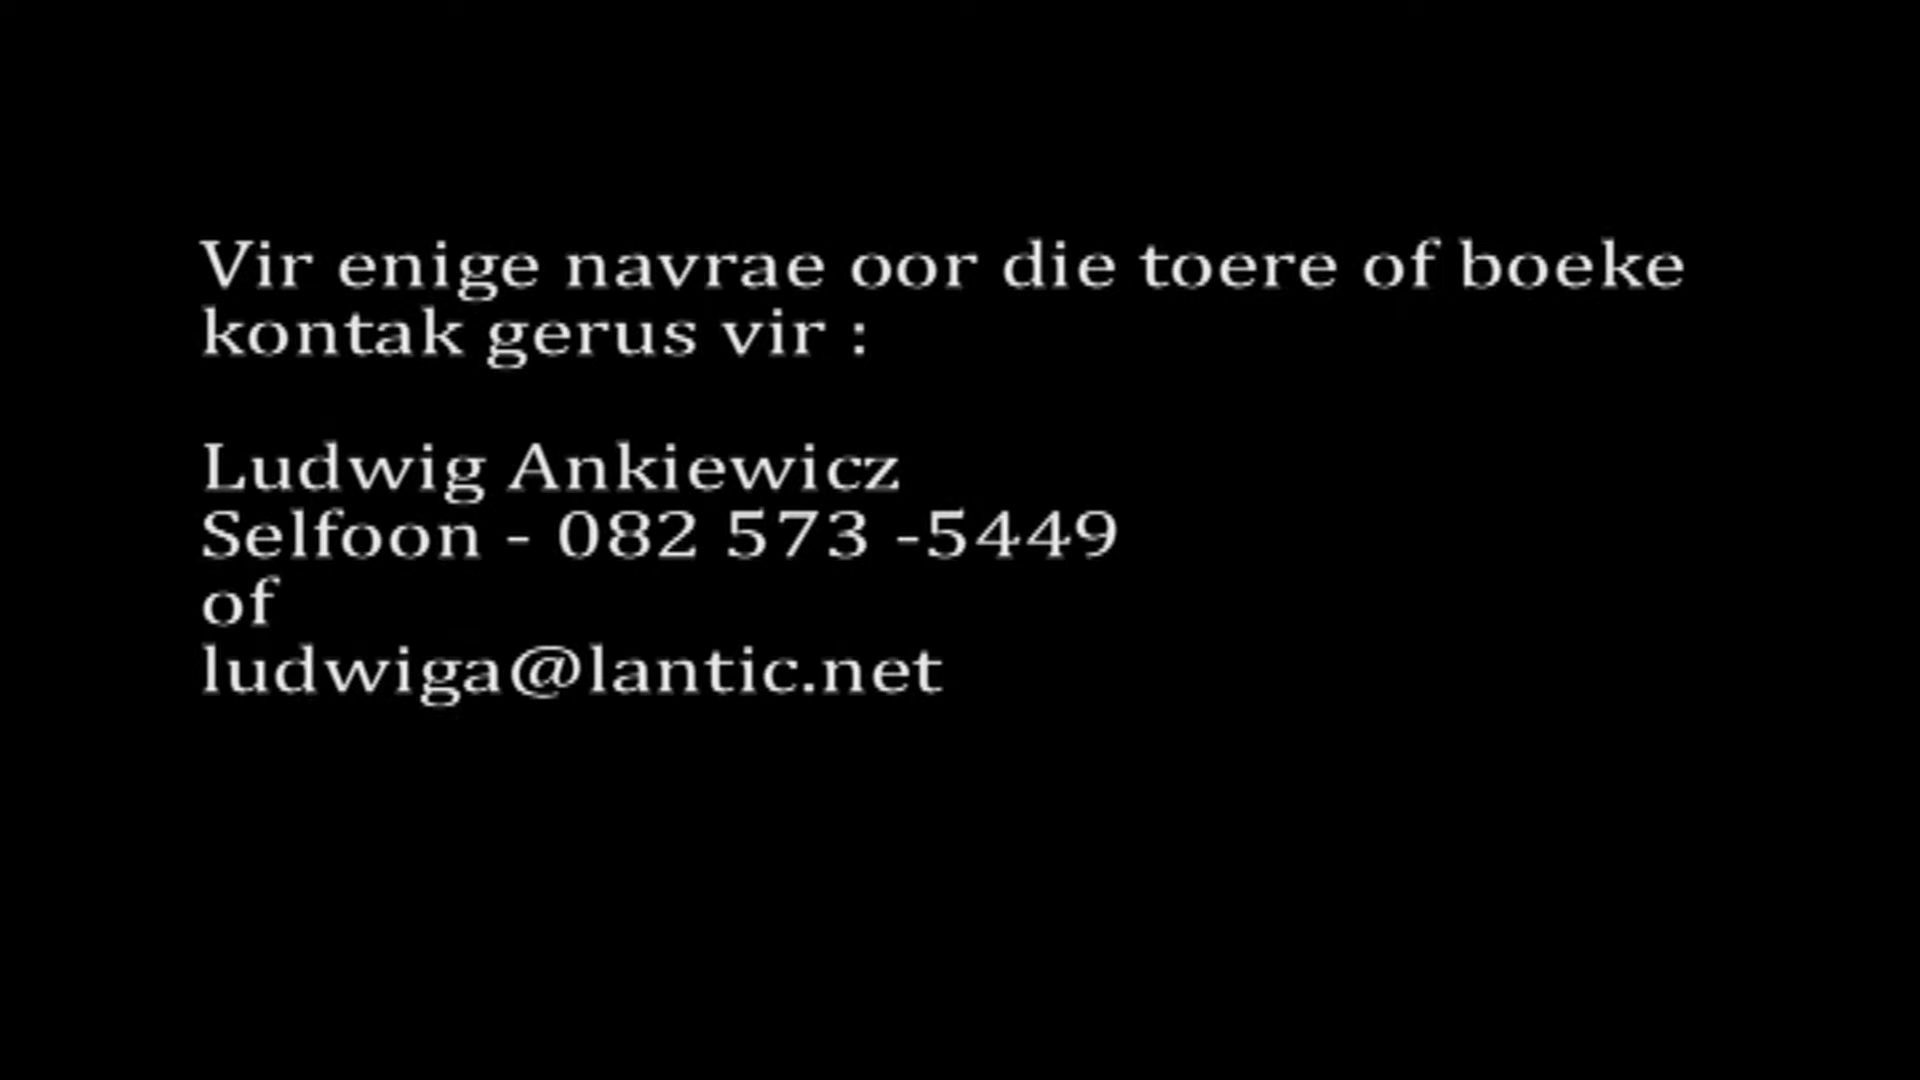 Vir enige navrae oor die toere of boeke
kontak gerus vir :
Ludwig Ankiewicz
Selfoon - 082 573 -5449
of
ludwiga@lantic.net